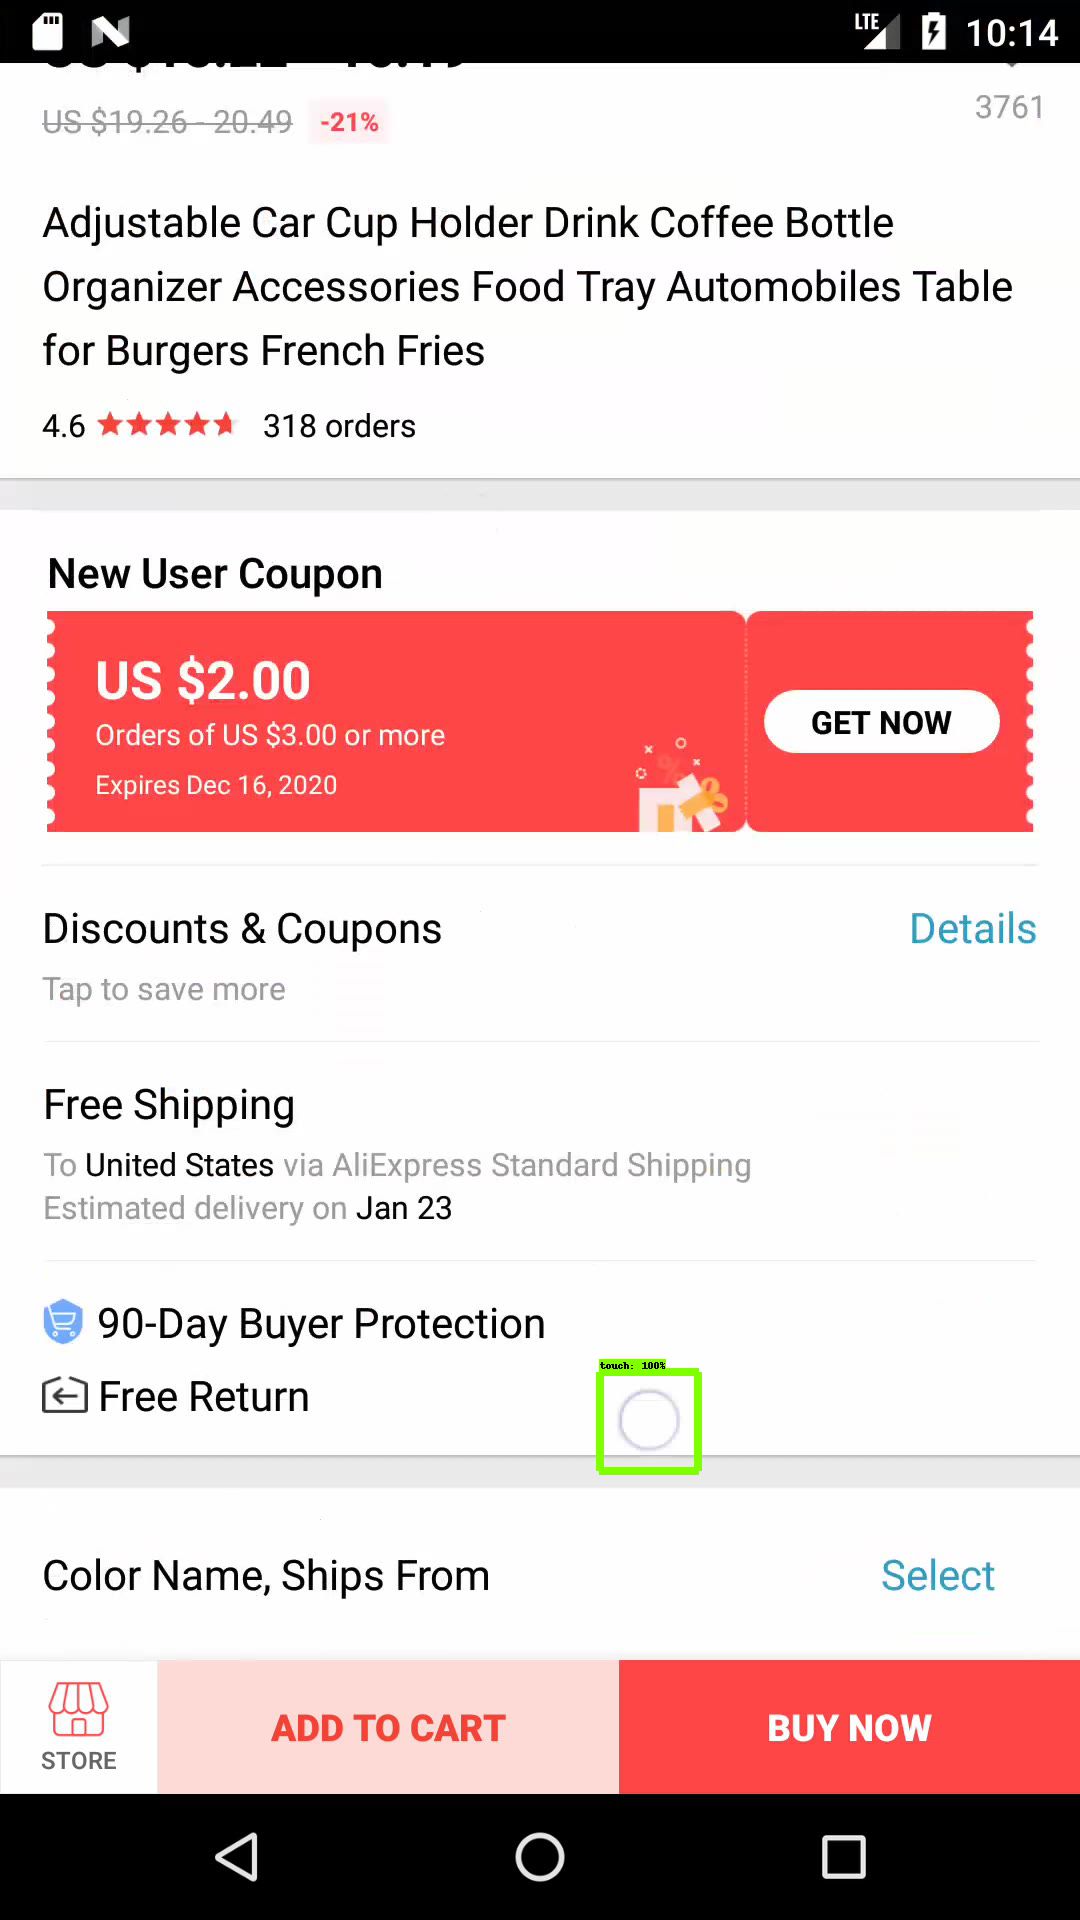 LTE 10:14
US $19.26 - 20.49 -21% 3761
Adjustable Car Cup Holder Drink Coffee Bottle
Organizer Accessories Food Tray Automobiles Table
for Burgers French Fries
4.6 318 orders
New User Coupon
US $2.00
Orders of US $3.00 or more
Expires Dec 16, 2020
GET NOW
Discounts & Coupons Details
Tap to save more
Free Shipping
To United States via AliExpress Standard Shipping
Estimated delivery on Jan 23
90-Day Buyer Protection
touch: 100%
Free Return
Color Name, Ships From Select
STORE
ADD TO CART
BUY NOW